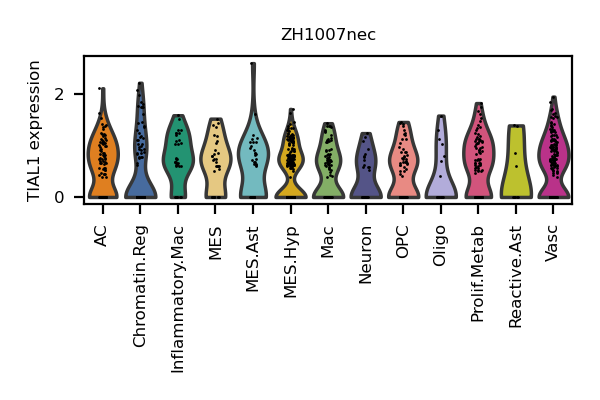 ZH1007nec
TIAL1 expression
2
0
AC
Chromatin.Reg
Inflammatory.Mac
MES
MES.Ast
MES.Hyp
Mac
Neuron
OPC
Oligo
Prolif.Metab
Reactive.Ast
Vasc